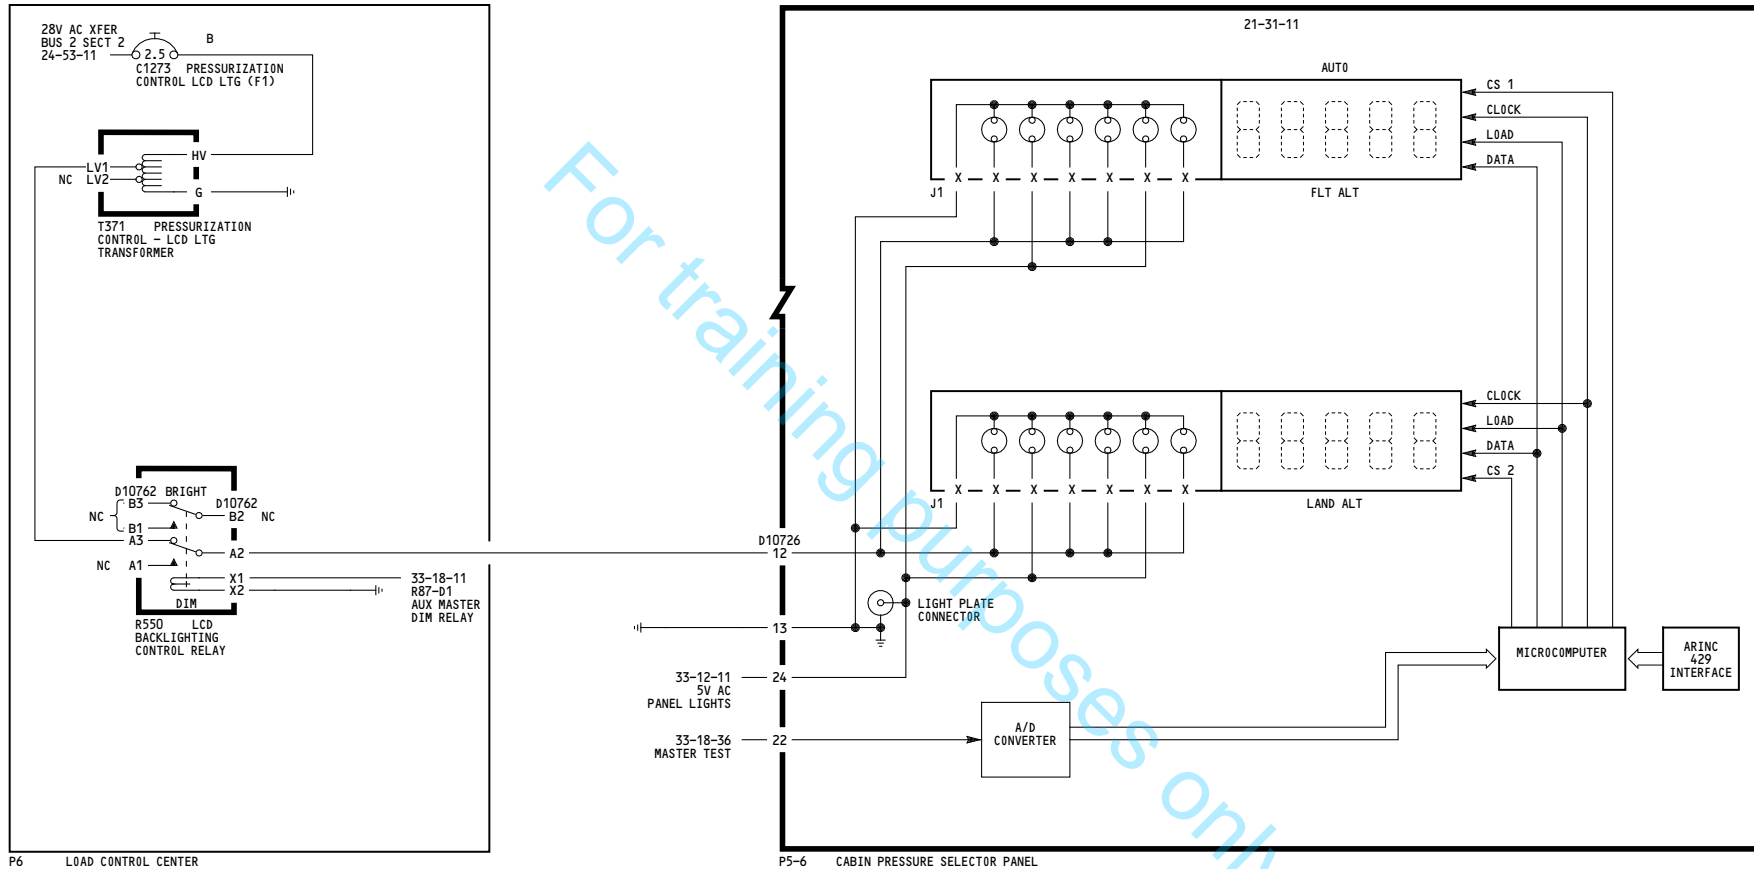 28V AC XFER
BUS 2 SECT 2
24-53-11
2.5
B
C1273 PRESSURIZATION
CONTROL LCD LTG (F1)
HV
LV1
NC LV2
G
T371 PRESSURIZATION
CONTROL - LCD LTG
TRANSFORMER
D10762 BRIGHT
D10762
B3
B2 NC
NC
B1
A3
A2
NC A1
X1
X2
DIM
R550 LCD
BACKLIGHTING
CONTROL RELAY
33-18-11
R87-D1
AUX MASTER
DIM RELAY
P6 LOAD CONTROL CENTER
21-31-11
AUTO
CS 1
CLOCK
LOAD
DATA
J1 X X X X X X X
FLT ALT
CLOCK
LOAD
DATA
CS 2
J1 X X X X X X X
LAND ALT
D10726
12
LIGHT PLATE
CONNECTOR
13
33-12-11
5V AC
PANEL LIGHTS
24
33-18-36
MASTER TEST
22
A/D
CONVERTER
MICROCOMPUTER
ARINC
429
INTERFACE
P5-6 CABIN PRESSURE SELECTOR PANEL
For training purposes only